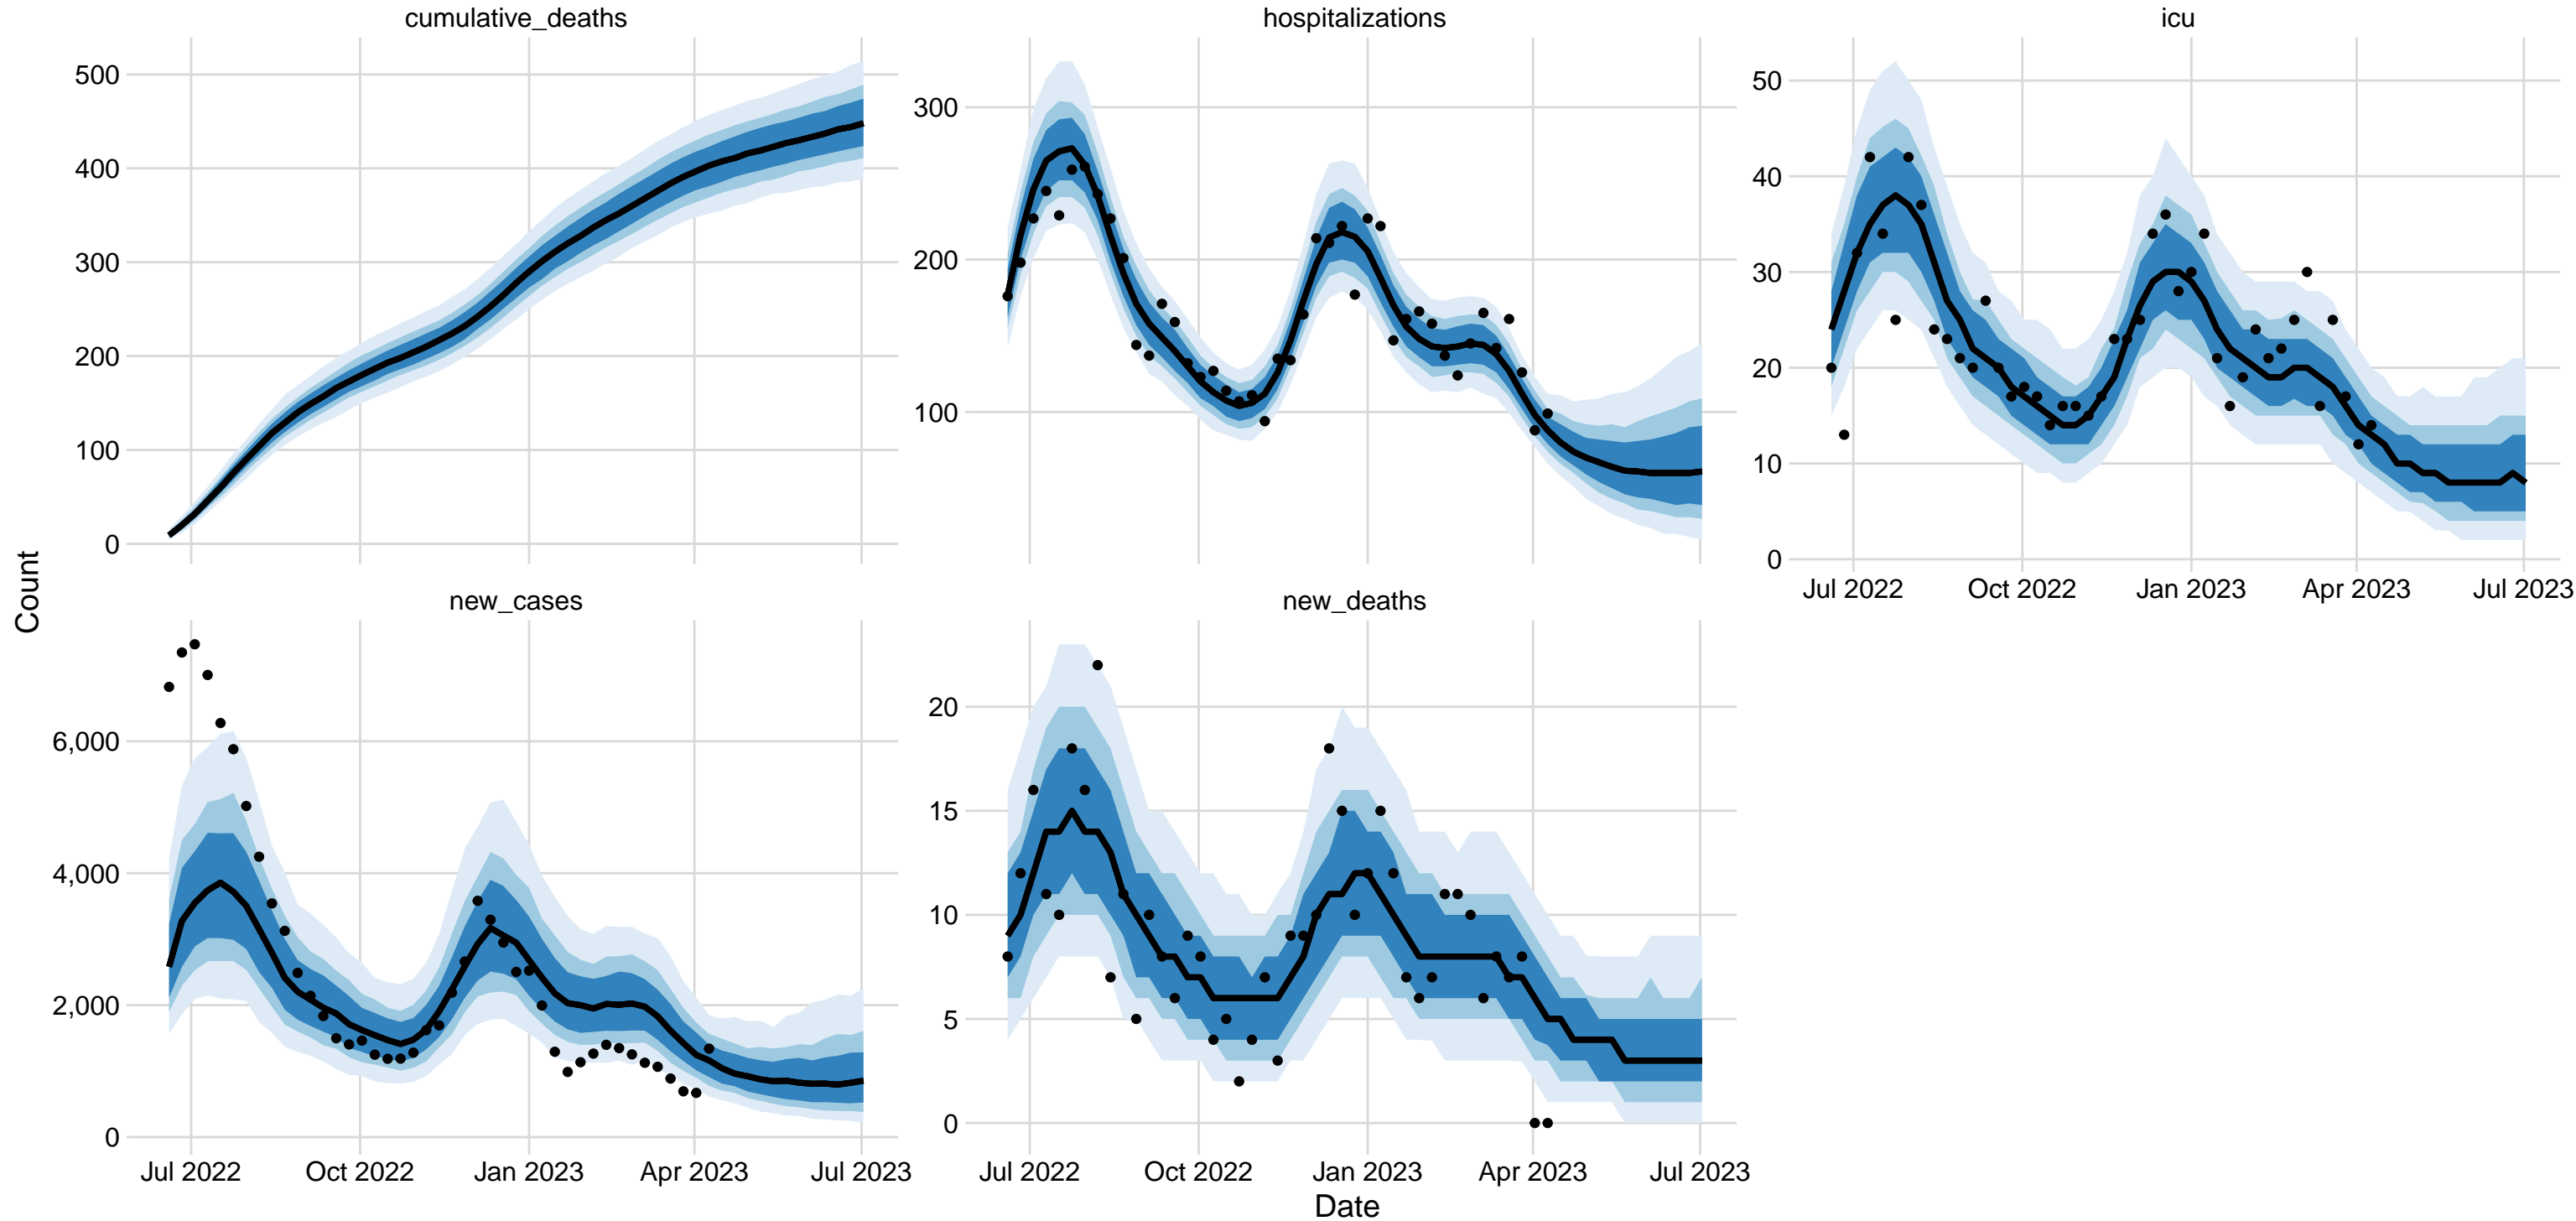 cumulative_deaths
hospitalizations
icu
500
400
300
200
100
0
300
200
100
50
40
30
20
10
0
Jul 2022 Oct 2022 Jan 2023 Apr 2023 Jul 2023
Count
new_cases
new_deaths
6,000
4,000
2,000
0
20
15
10
5
0
Jul 2022 Oct 2022 Jan 2023 Apr 2023 Jul 2023
Jul 2022 Oct 2022 Jan 2023 Apr 2023 Jul 2023
Date